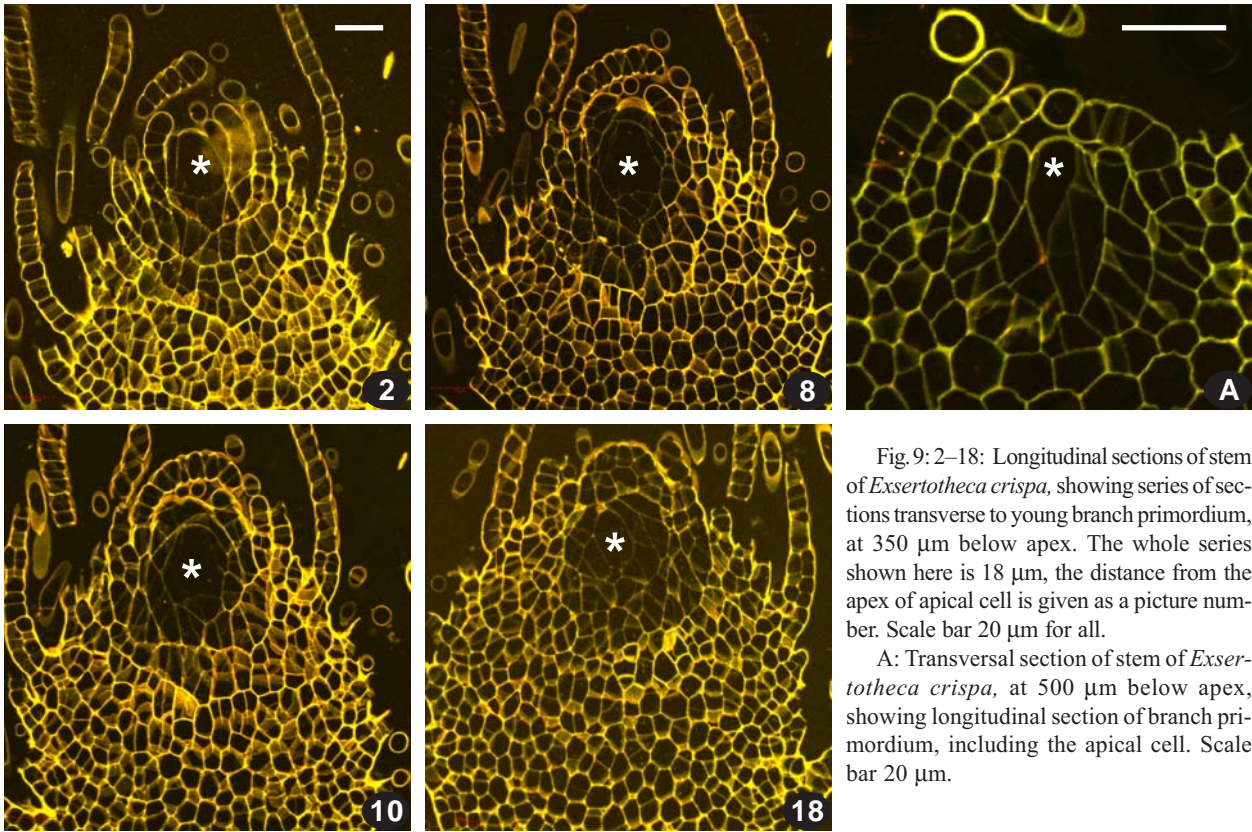 *
2
*
8
*
A
*
10
*
18
Fig. 9: 2–18: Longitudinal sections of stem
of Exsertotheca crispa, showing series of sec-
tions transverse to young branch primordium,
at 350 μm below apex. The whole series
shown here is 18 μm, the distance from the
apex of apical cell is given as a picture num-
ber. Scale bar 20 μm for all.
A: Transversal section of stem of Exser-
totheca crispa, at 500 μm below apex,
showing longitudinal section of branch pri-
mordium, including the apical cell. Scale
bar 20 μm.